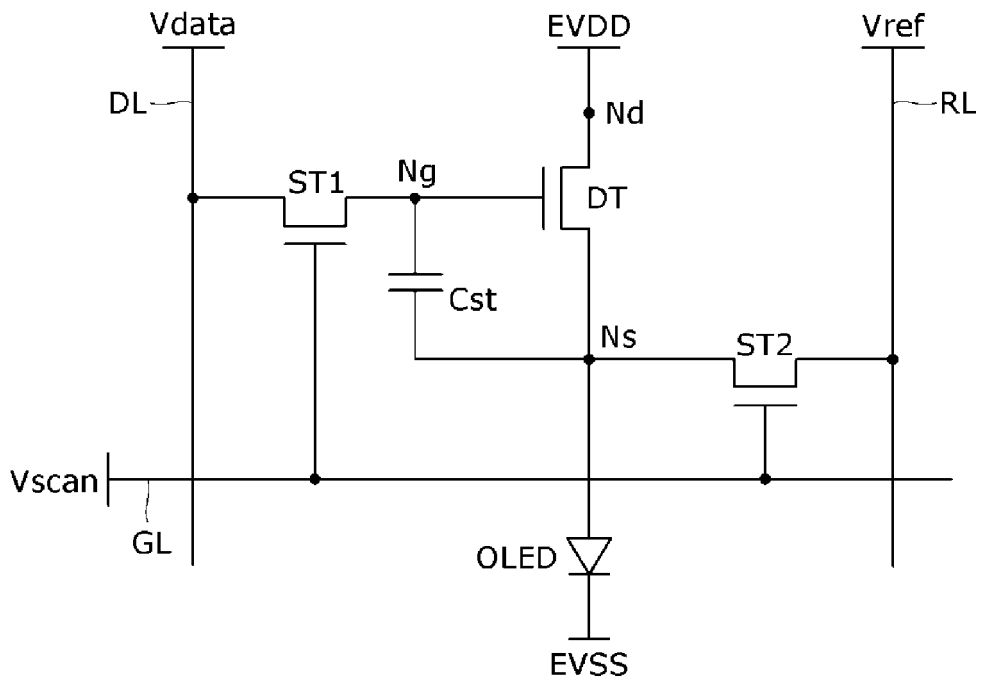 Vdata
EVDD
Vref
DL
Nd
RL
ST1
Ng
DT
Cst
Ns
ST2
Vscan
GL
OLED
EVSS